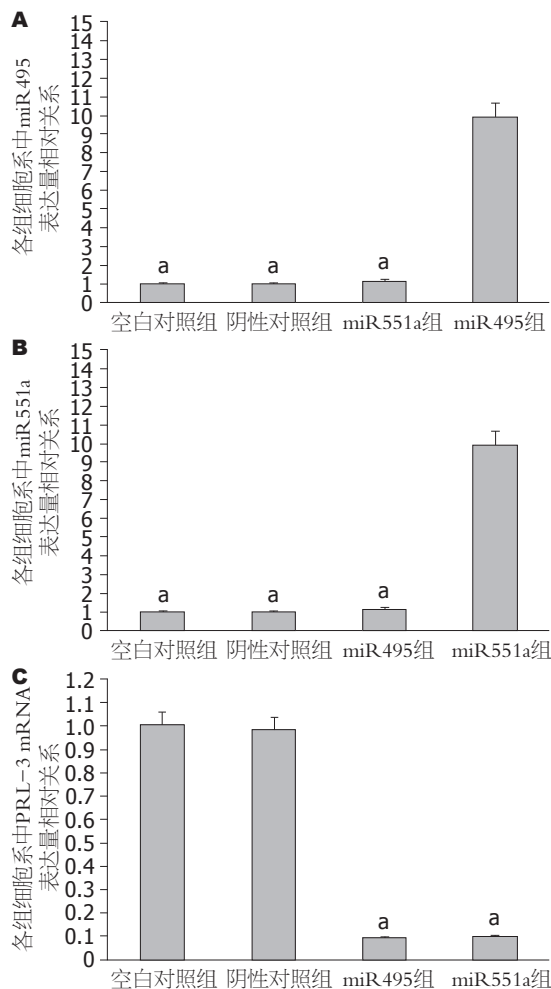 A
各组细胞系中miR495
表达量相对关系
15
14
13
12
11
10
9
8
7
6
5
4
3
2
1
0
a
a
a
空白对照组 阴性对照组 miR551a组 miR495组
B
各组细胞系中miR551a
表达量相对关系
15
14
13
12
11
10
9
8
7
6
5
4
3
2
1
0
a
a
a
空白对照组 阴性对照组 miR495组 miR551a组
C
各组细胞系中PRL-3 mRNA
表达量相对关系
1.2
1.1
1.0
0.9
0.8
0.7
0.6
0.5
0.4
0.3
0.2
0.1
0
a
a
空白对照组 阴性对照组 miR495组 miR551a组